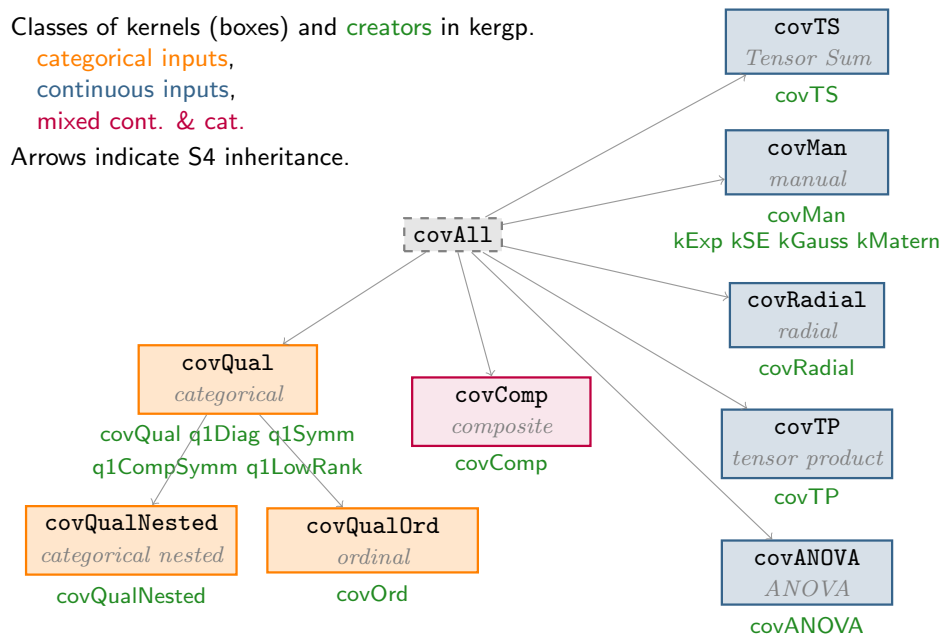 Classes of kernels (boxes) and creators in kergp.
categorical inputs,
continuous inputs,
mixed cont. & cat.
Arrows indicate S4 inheritance.
covTS
Tensor Sum
covTS
covMan
manual
covMan
kExp kSE kGauss kMatern
covAll
covRadial
radial
covRadial
covQual
categorical
covQual q1Diag q1Symm
q1CompSymm q1LowRank
covComp
composite
covComp
covTP
tensor product
covTP
covQualNested
categorical nested
covQualNested
covQualOrd
ordinal
covOrd
covANOVA
ANOVA
covANOVA